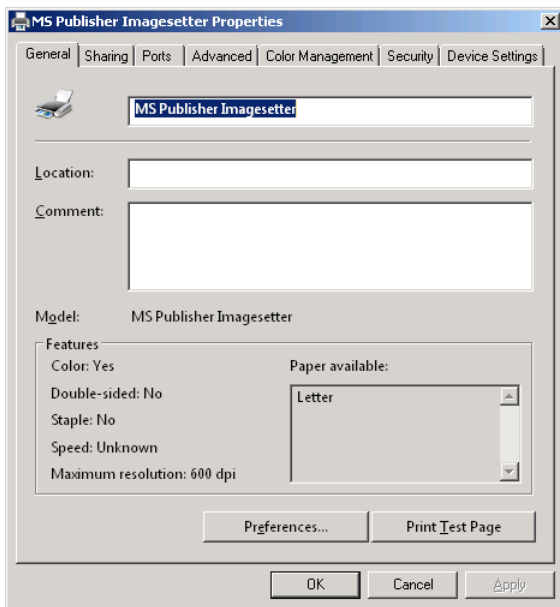 MS Publisher Imagesetter Properties
General Sharing Ports Advanced Color Management Security Device Settings
MS Publisher Imagesetter
Location:
Comment:
Model: MS Publisher Imagesetter
Features
Color: Yes
Paper available:
Double-sided: No
Letter
Staple: No
Speed: Unknown
Maximum resolution: 600 dpi
Preferences... Print Test Page
OK Cancel Apply